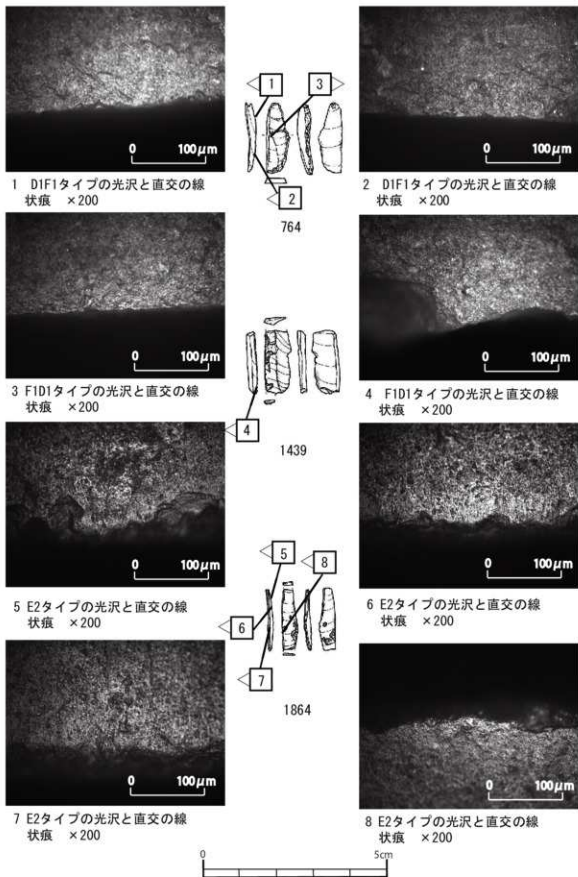 0 100μm
1 D1F1タイプの光沢と直交の線
状痕 ×200
1
3
2
764
0 100μm
2 D1F1タイプの光沢と直交の線
状痕 ×200
0 100μm
3 F1D1タイプの光沢と直交の線
状痕 ×200
4
1439
0 100μm
4 F1D1タイプの光沢と直交の線
状痕 ×200
0 100μm
5 E2タイプの光沢と直交の線
状痕 ×200
5
8
6
7
1864
0 100μm
6 E2タイプの光沢と直交の線
状痕 ×200
0 100μm
7 E2タイプの光沢と直交の線
状痕 ×200
0 100μm
8 E2タイプの光沢と直交の線
状痕 ×200
0 5cm